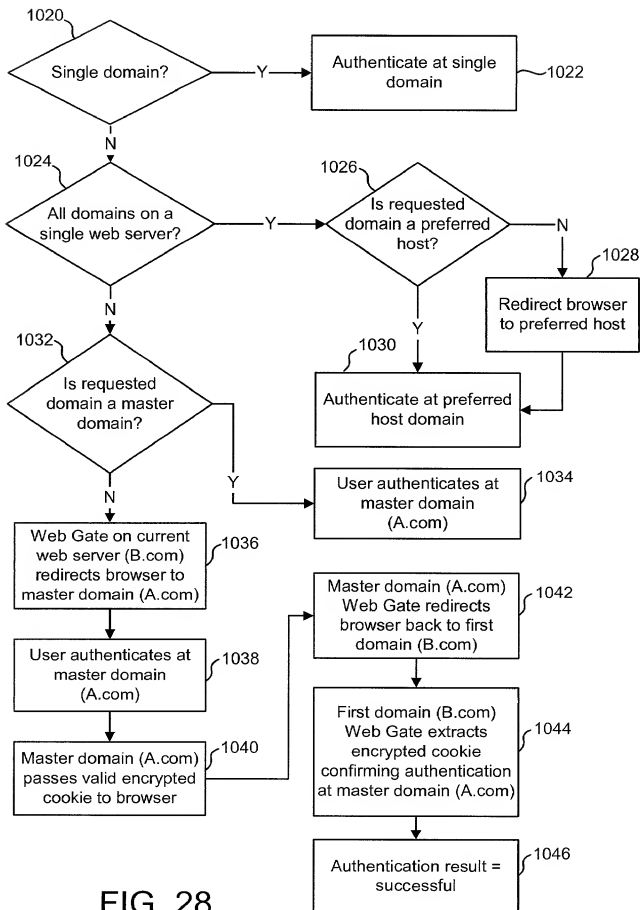 1020
Single domain?
Y
Authenticate at single
domain
1022
N
1024
All domains on a
single web server?
Y
1026
Is requested
domain a preferred
host?
N
1028
Redirect browser
to preferred host
Y
1030
Authenticate at preferred
host domain
N
1032
Is requested
domain a master
domain?
Y
1034
User authenticates at
master domain
(A.com)
N
1036
Web Gate on current
web server (B.com)
redirects browser to
master domain (A.com)
1038
User authenticates at
master domain
(A.com)
1040
Master domain (A.com)
passes valid encrypted
cookie to browser
1042
Master domain (A.com)
Web Gate redirects
browser back to first
domain (B.com)
1044
First domain (B.com)
Web Gate extracts
encrypted cookie
confirming authentication
at master domain (A.com)
1046
Authentication result =
successful
FIG. 28